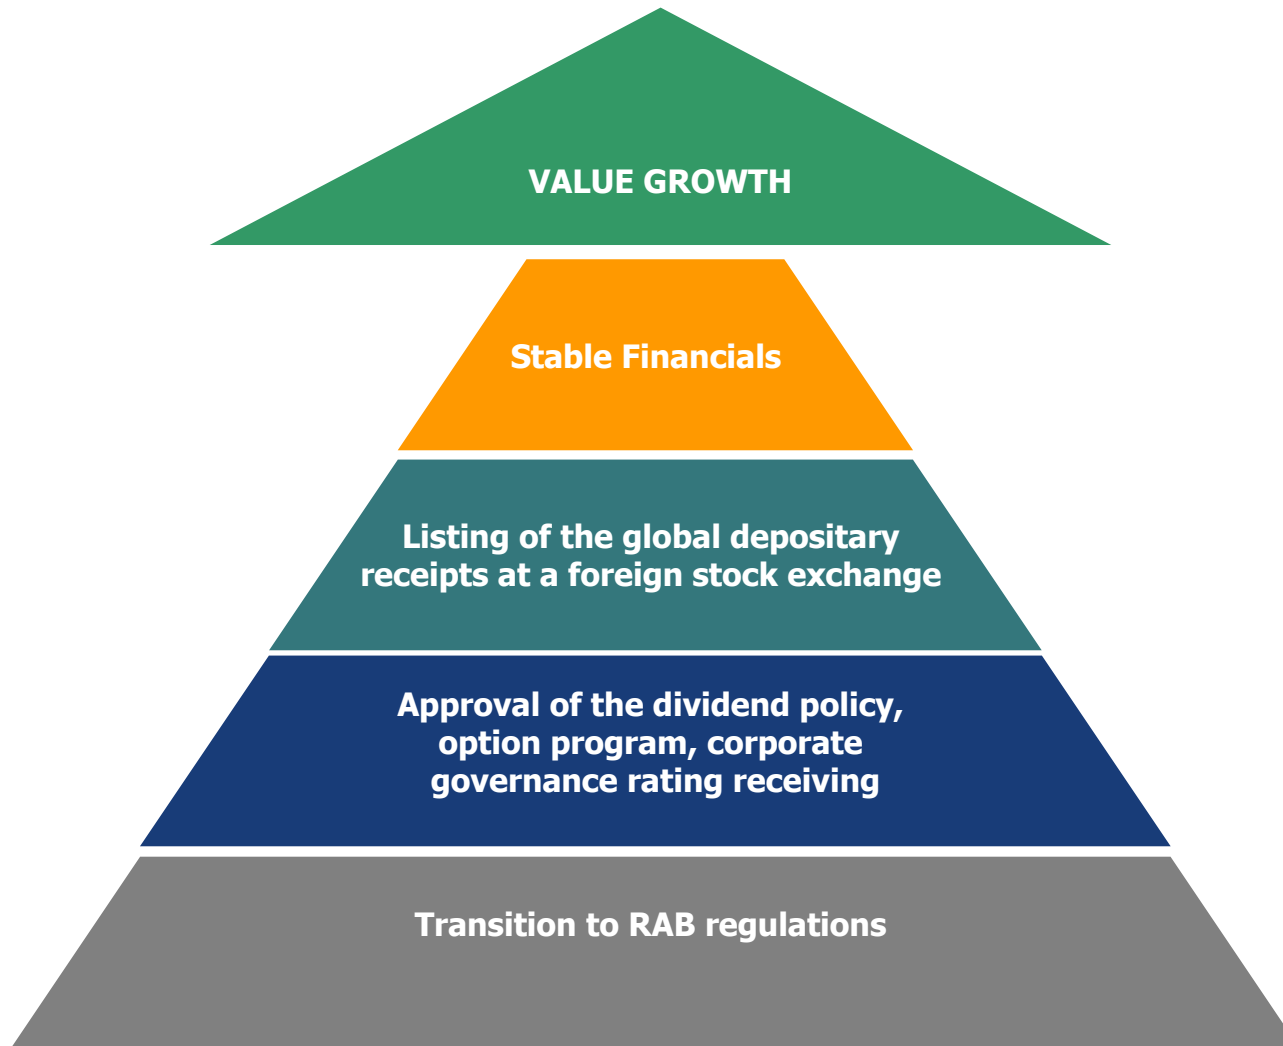 VALUE GROWTH
Stable Financials
Listing of the global depositary
receipts at a foreign stock exchange
Approval of the dividend policy,
option program, corporate
governance rating receiving
Transition to RAB regulations